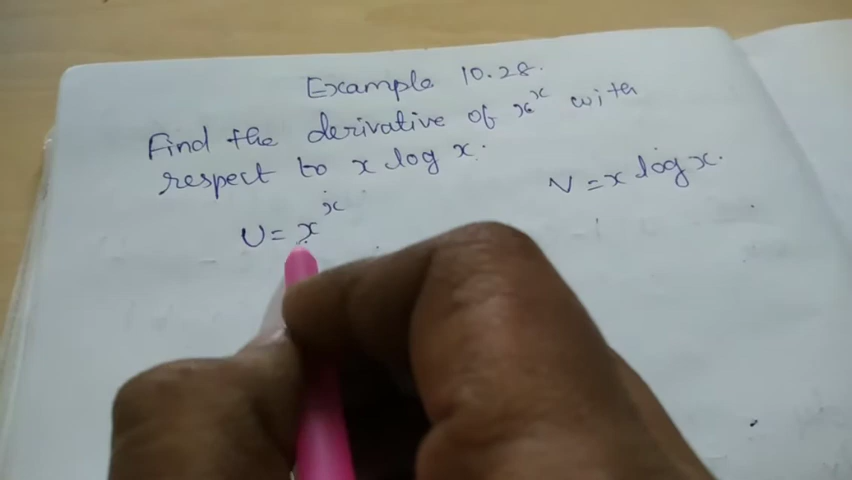 Example 10.28.
Find the derivative of x^x with
respect to x log x.
V = x log x.
U = x^x